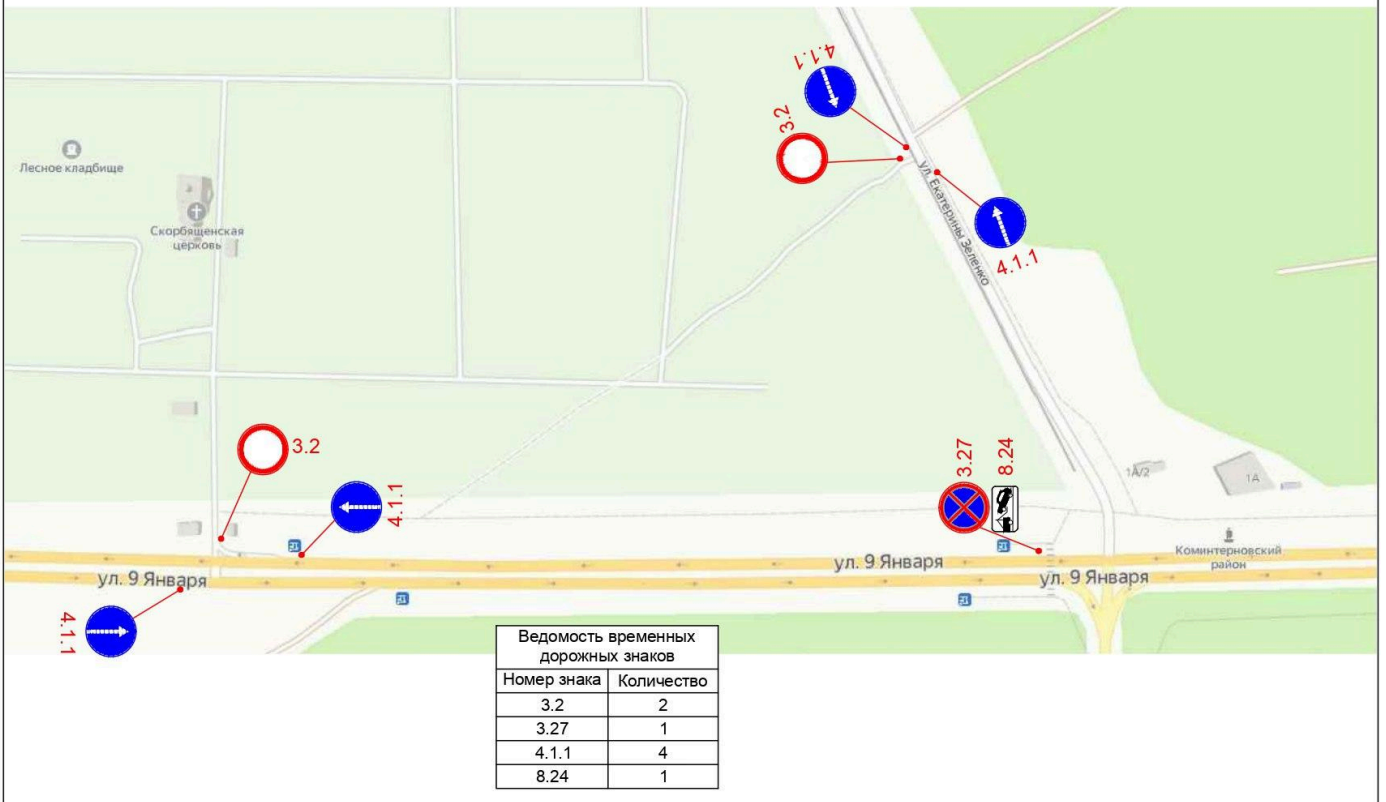 4.1.1
3.2
Лесное кладбище
Скорбященская
церковь
ул. Екатерины Зеленко
4.1.1
3.2
4.1.1
3.27
8.24
1А/2
1А
Коминтерновский
район
ул. 9 Января
ул. 9 Января
ул. 9 Января
4.1.1
Ведомость временных
дорожных знаков
Номер знака Количество
3.2 2
3.27 1
4.1.1 4
8.24 1